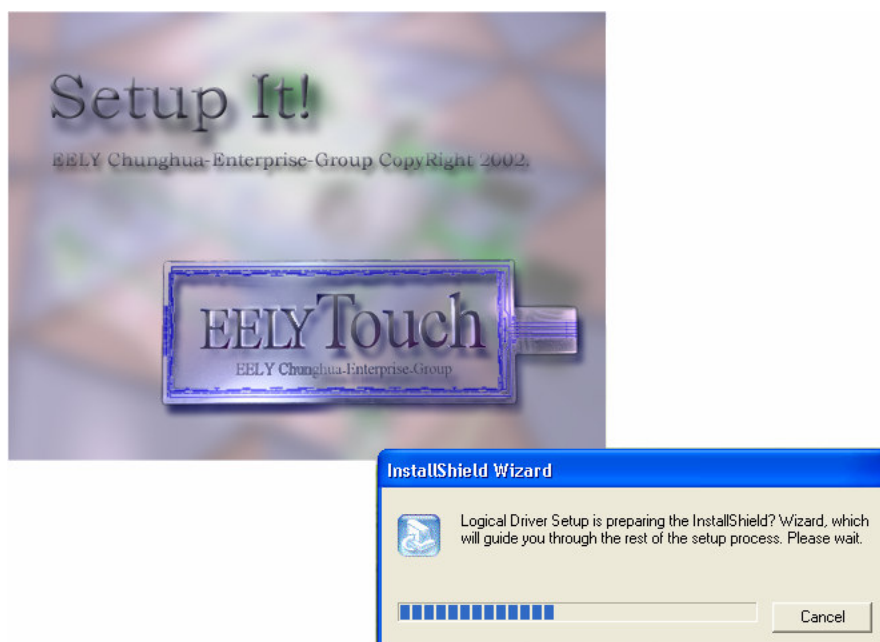 Setup It!
EELY Chunghua-Enterprise-Group CopyRight 2002.
EELYTouch
EELY Chunghua-Enterprise-Group
InstallShield Wizard
Logical Driver Setup is preparing the InstallShield? Wizard, which
will guide you through the rest of the setup process. Please wait.
Cancel